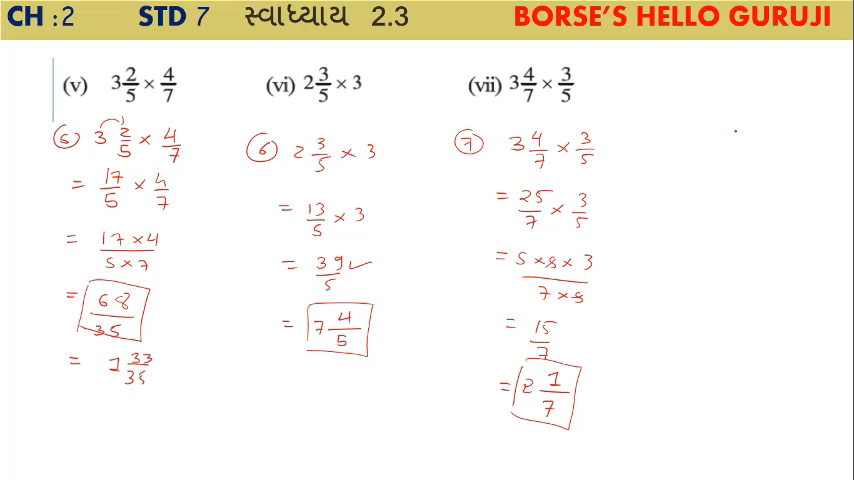 CH : 2 STD 7 સ્વાધ્યાય 2.3 BORSE'S HELLO GURUJI
(v) 3 2/5 × 4/7 (vi) 2 3/5 × 3 (vii) 3 4/7 × 3/5
5 3 2/5 × 4/7
= 17/5 × 4/7
= 17 × 4 / 5 × 7
= 68/35
= 1 33/35
6 2 3/5 × 3
= 13/5 × 3
= 39/5 ✓
= 7 4/5
7 3 4/7 × 3/5
= 25/7 × 3/5
= 5 × 5 × 3 / 7 × 5
= 15/7
= 2 1/7